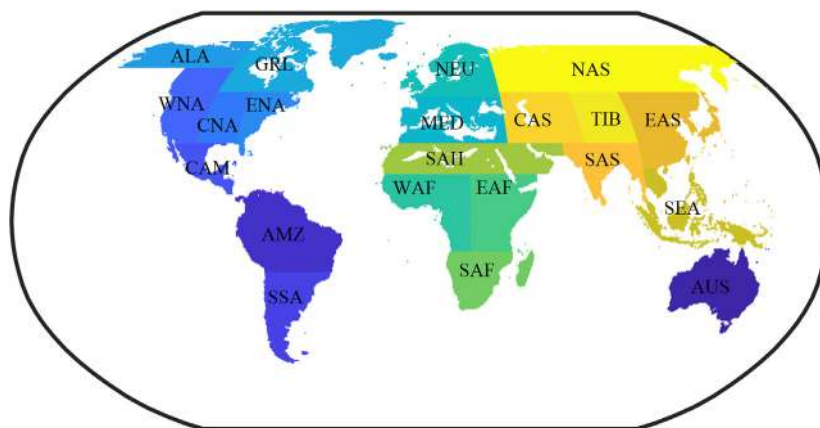 ALA
GRL
NEU
NAS
WNA
ENA
CNA
MED
CAS
TIB
EAS
CAM
SAH
SAS
WAF
EAF
SEA
AMZ
SAF
SSA
AUS